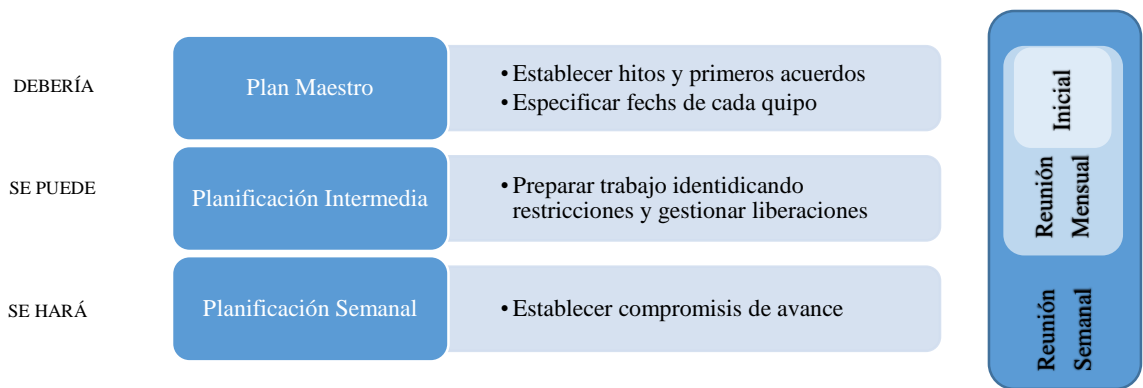 DEBERÍA
Plan Maestro
• Establecer hitos y primeros acuerdos
• Especificar fechs de cada quipo
SE PUEDE
Planificación Intermedia
• Preparar trabajo identidicando
restricciones y gestionar liberaciones
SE HARÁ
Planificación Semanal
• Establecer compromisis de avance
Inicial
Reunión
Mensual
Reunión
Semanal